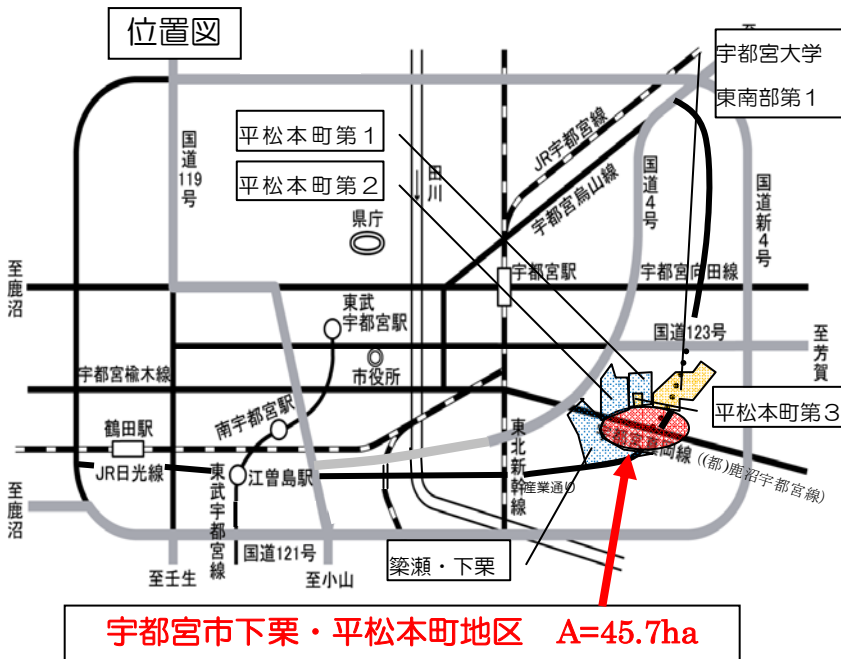 位置図
至
宇都宮大学
東南部第1
平松本町第1
平松本町第2
国道119号
田川
JR宇都宮線
宇都宮烏山線
国道4号
国道新4号
県庁
至鹿沼
宇都宮駅
宇都宮向田線
東武宇都宮駅
国道123号
至芳賀
市役所
宇都宮楡木線
平松本町第3
南宇都宮駅
鶴田駅
JR日光線
東武宇都宮線
江曽島駅
東北新幹線
産業通り
宇都宮真岡線
((都)鹿沼宇都宮線)
至鹿沼
国道121号
簗瀬・下栗
至壬生
至小山
宇都宮市下栗・平松本町地区 A=45.7ha